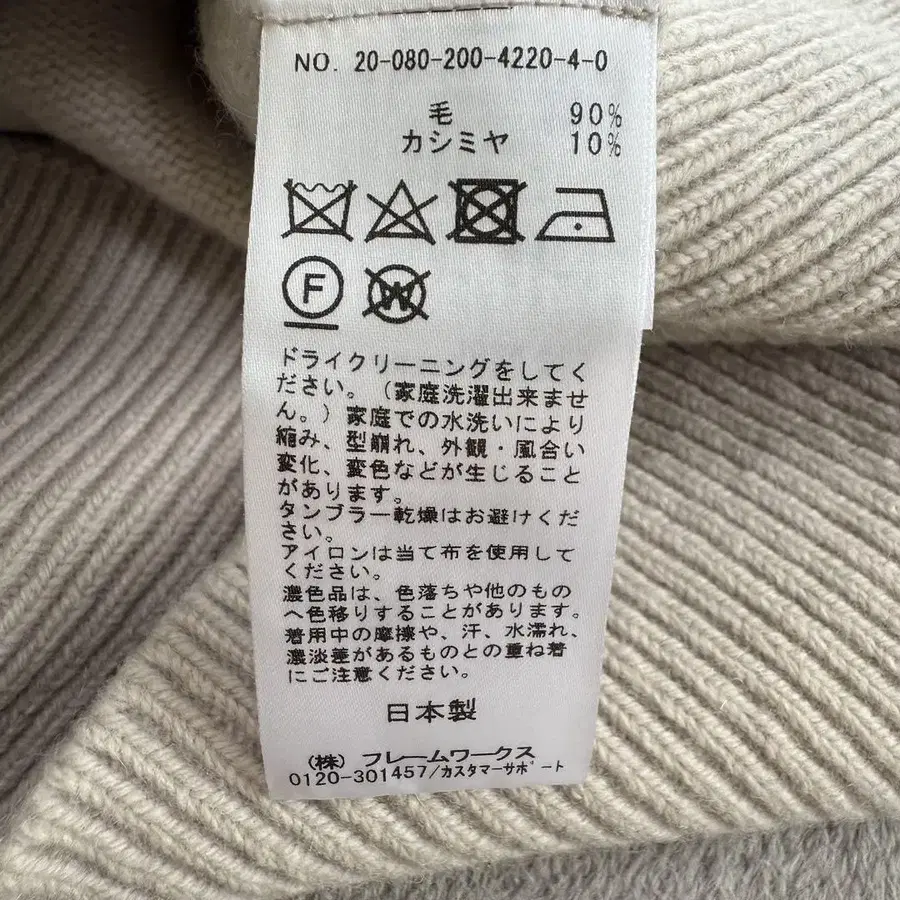 NO. 20-080-200-4220-4-0
毛 90%
カシミヤ 10%
F
W
ドライクリーニングをしてく
ださい。（家庭洗濯出来ませ
ん。）家庭での水洗いにより
縮み、型崩れ、外観・風合い
変化、変色などが生じること
があります。
タンブラー乾燥はお避けくだ
さい。
アイロンは当て布を使用して
ください。
濃色品は、色落ちや他のもの
へ色移りすることがあります。
着用中の摩擦や、汗、水濡れ、
濃淡差があるものとの重ね着
にご注意ください。
日本製
（株）フレームワークス
0120-301457/カスタマーサポート